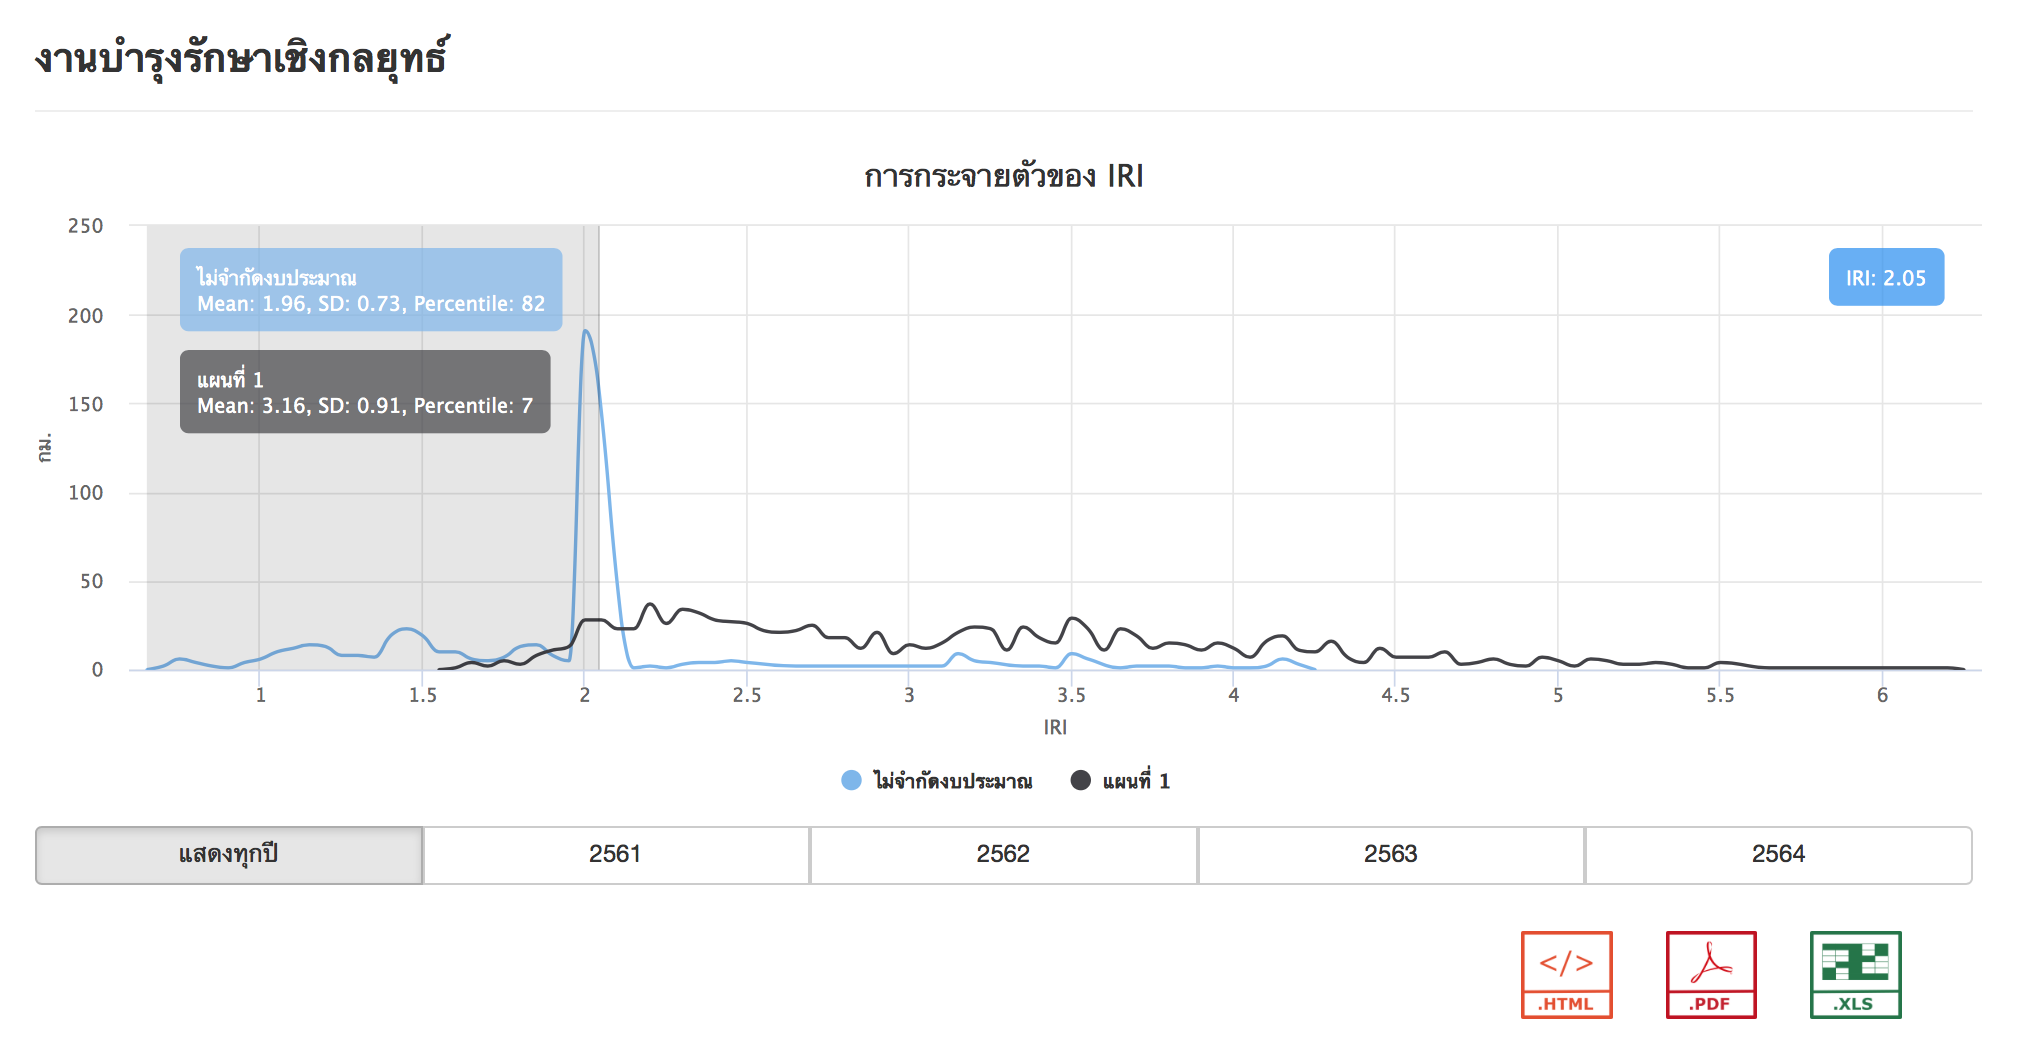 งานบำรุงรักษาเชิงกลยุทธ์
การกระจายตัวของ IRI
250
200
150
100
50
0
กม.
ไม่จำกัดงบประมาณ
Mean: 1.96, SD: 0.73, Percentile: 82
แผนที่ 1
Mean: 3.16, SD: 0.91, Percentile: 7
IRI: 2.05
1 1.5 2 2.5 3 3.5 4 4.5 5 5.5 6
IRI
ไม่จำกัดงบประมาณ แผนที่ 1
แสดงทุกปี 2561 2562 2563 2564
</>
.HTML .PDF .XLS